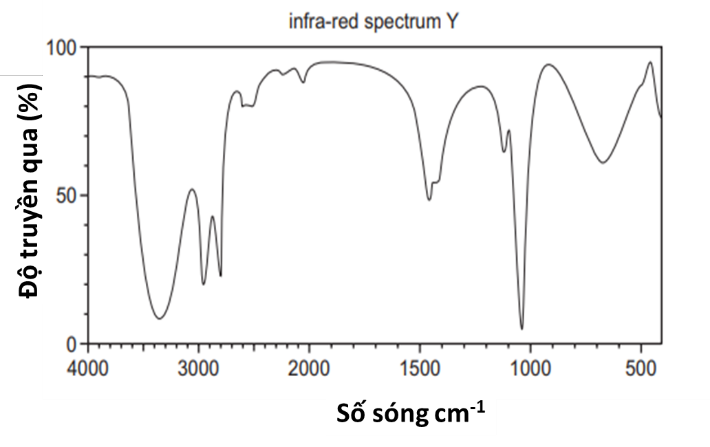 infra-red spectrum Y
100
50
0
Độ truyền qua (%)
4000 3000 2000 1500 1000 500
Số sóng cm-1